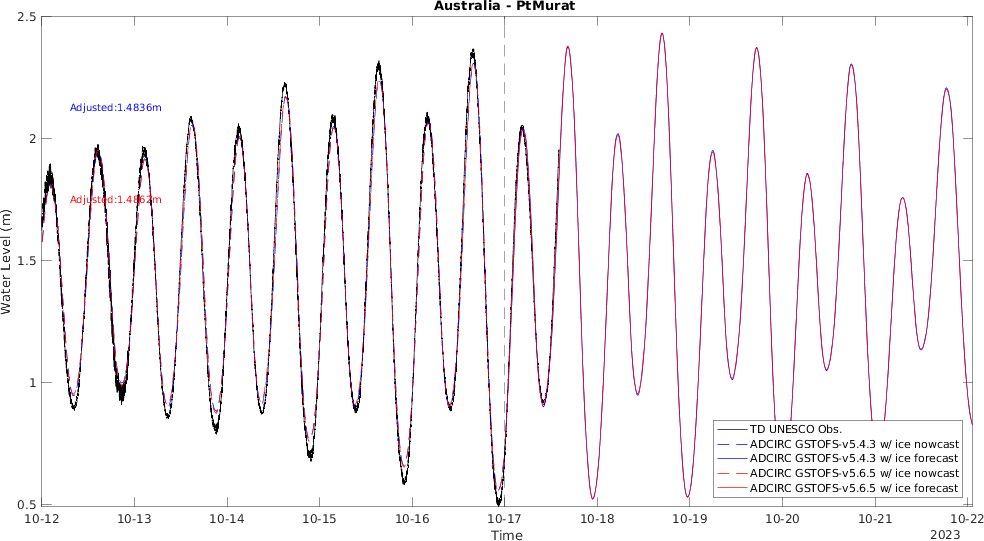 Australia - PtMurat
2.5
2
1.5
1
0.5
Water Level (m)
Adjusted:1.4836m
Adjusted:1.4862m
TD UNESCO Obs.
ADCIRC GSTOFS-v5.4.3 w/ ice nowcast
ADCIRC GSTOFS-v5.4.3 w/ ice forecast
ADCIRC GSTOFS-v5.6.5 w/ ice nowcast
ADCIRC GSTOFS-v5.6.5 w/ ice forecast
10-12 10-13 10-14 10-15 10-16 10-17 10-18 10-19 10-20 10-21 10-22
Time
2023